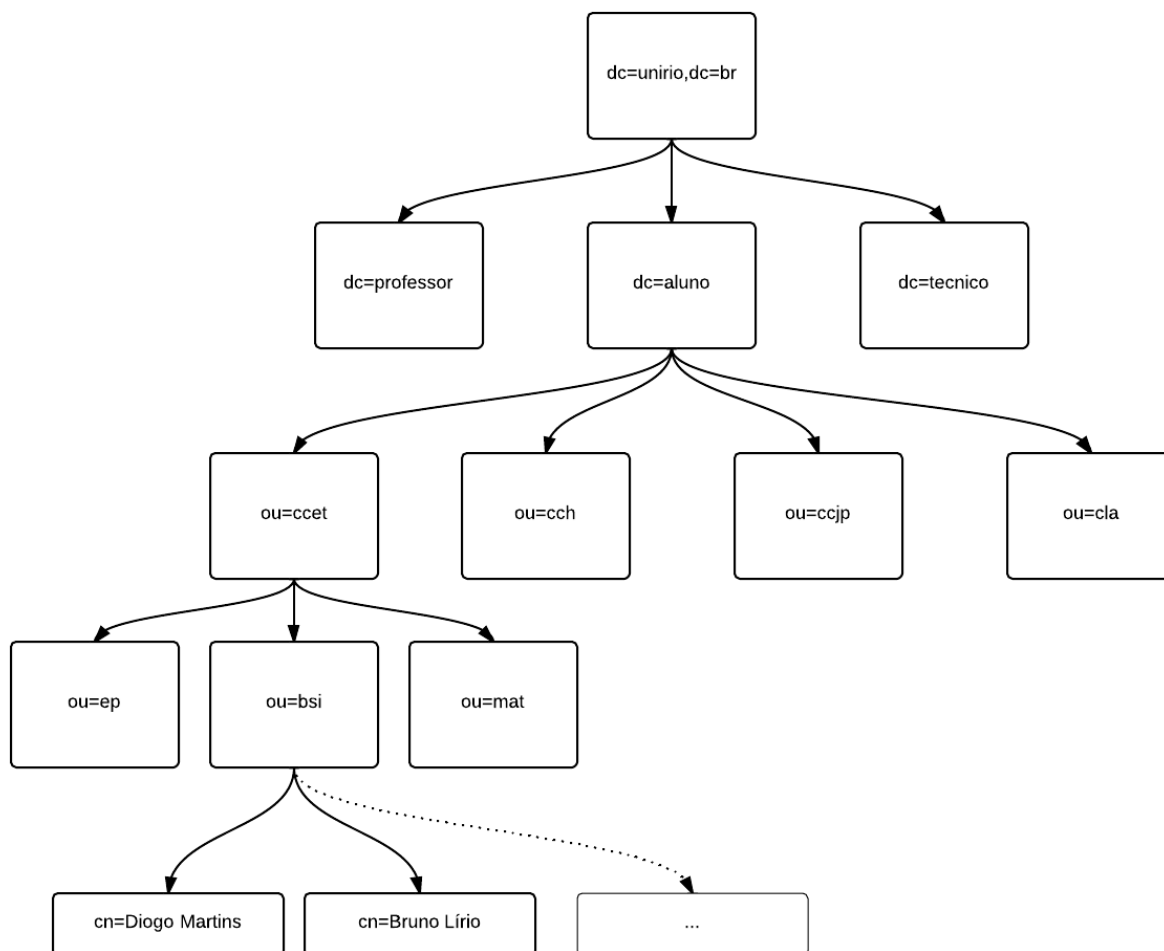 dc=unirio,dc=br
dc=professor
dc=aluno
dc=tecnico
ou=ccet
ou=cch
ou=ccjp
ou=cla
ou=ep
ou=bsi
ou=mat
cn=Diogo Martins
cn=Bruno Lírio
...